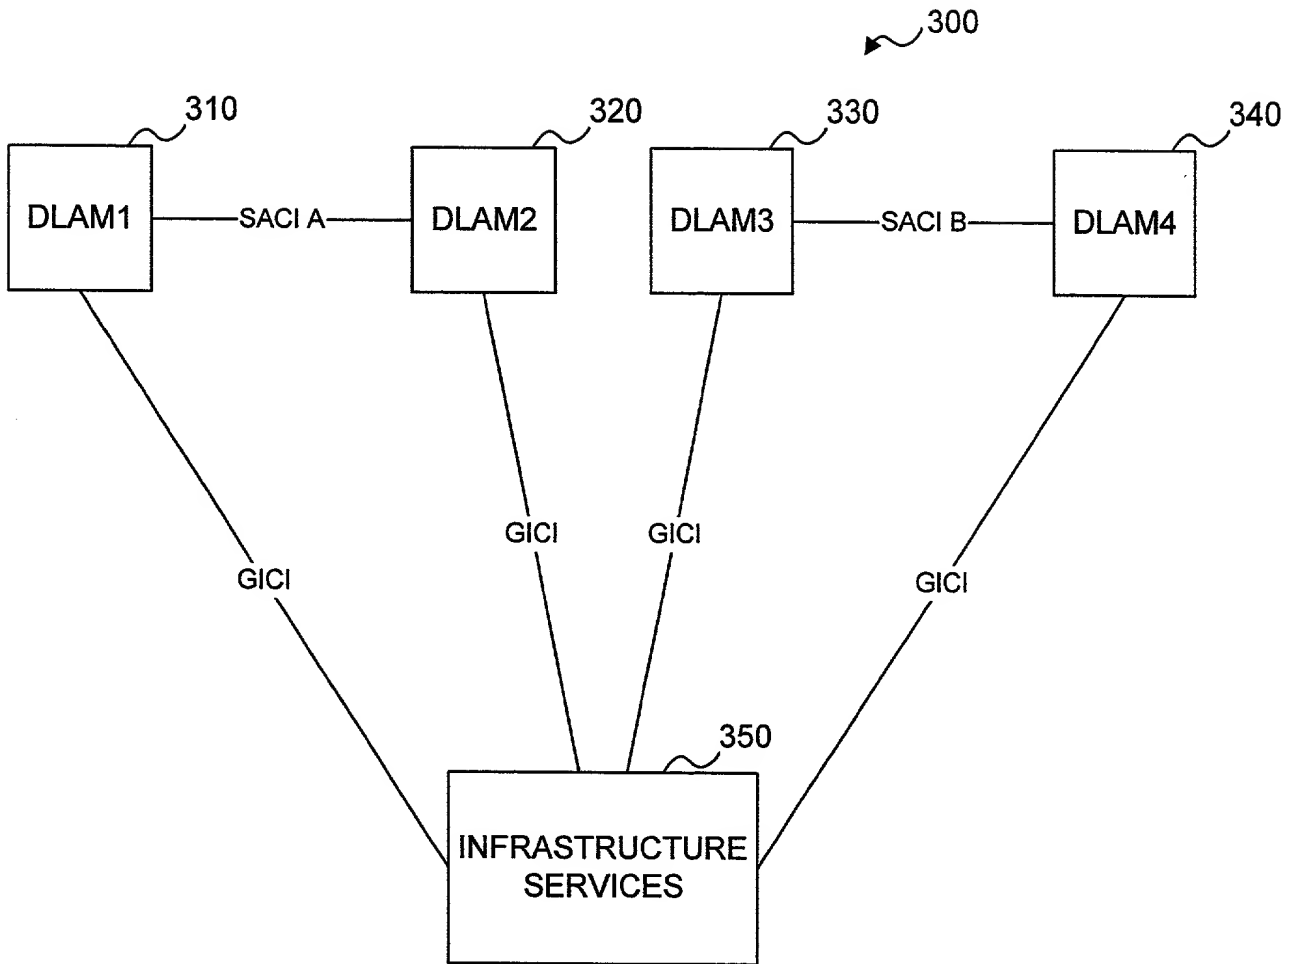 300
310
320
330
340
DLAM1
SACI A
DLAM2
DLAM3
SACI B
DLAM4
GICI
GICI
GICI
GICI
350
INFRASTRUCTURE
SERVICES